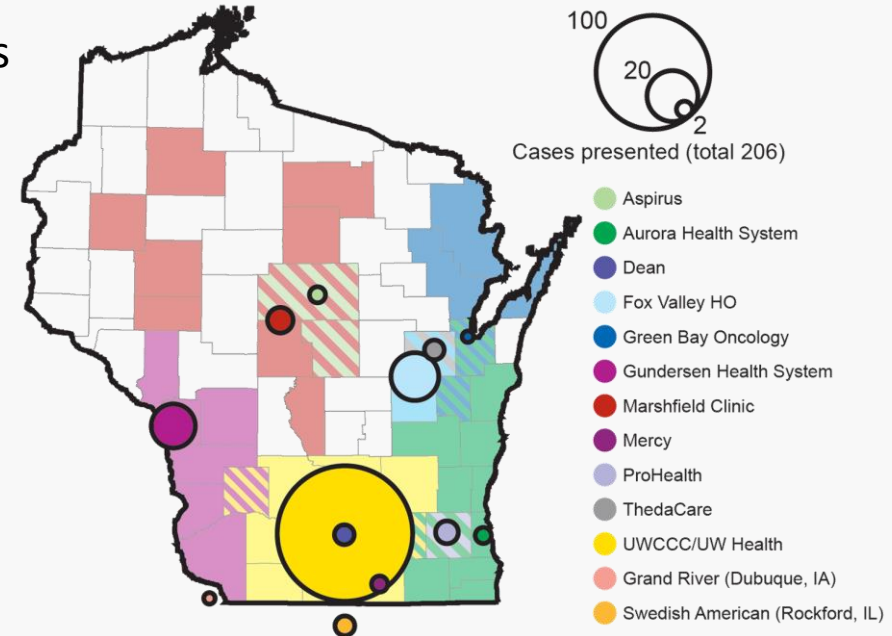 s
100
20
2
Cases presented (total 206)
Aspirus
Aurora Health System
Dean
Fox Valley HO
Green Bay Oncology
Gundersen Health System
Marshfield Clinic
Mercy
ProHealth
ThedaCare
UWCCC/UW Health
Grand River (Dubuque, IA)
Swedish American (Rockford, IL)